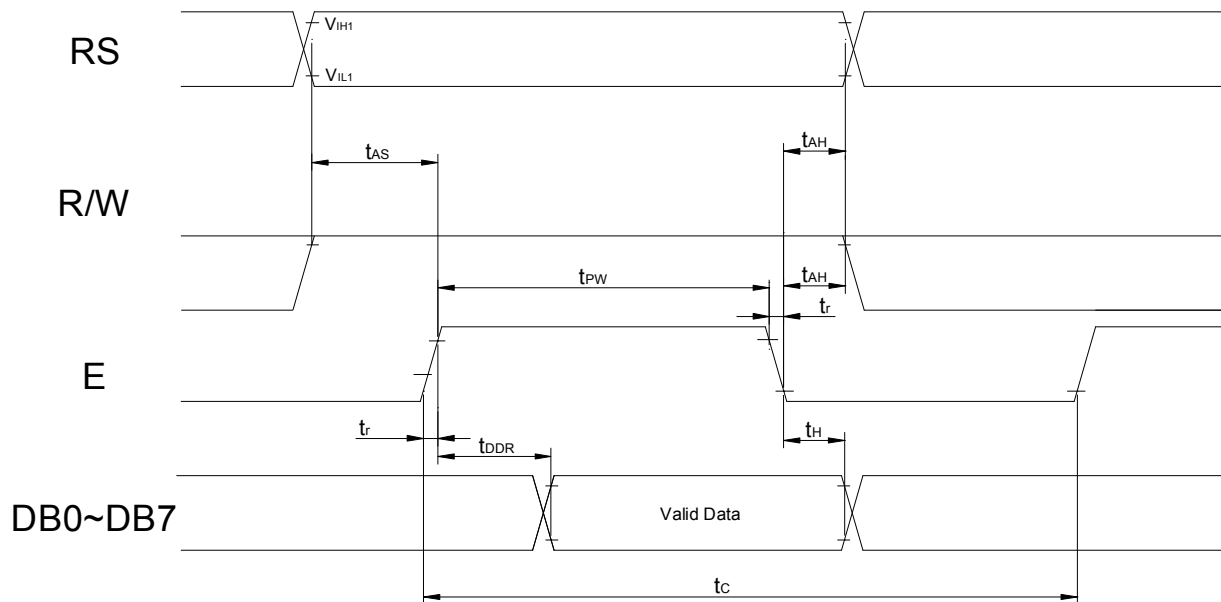 RS
VIH1
VIL1
tAS
tAH
R/W
tPW
tAH
tr
E
tr
tDDR
tH
DB0~DB7
Valid Data
tC